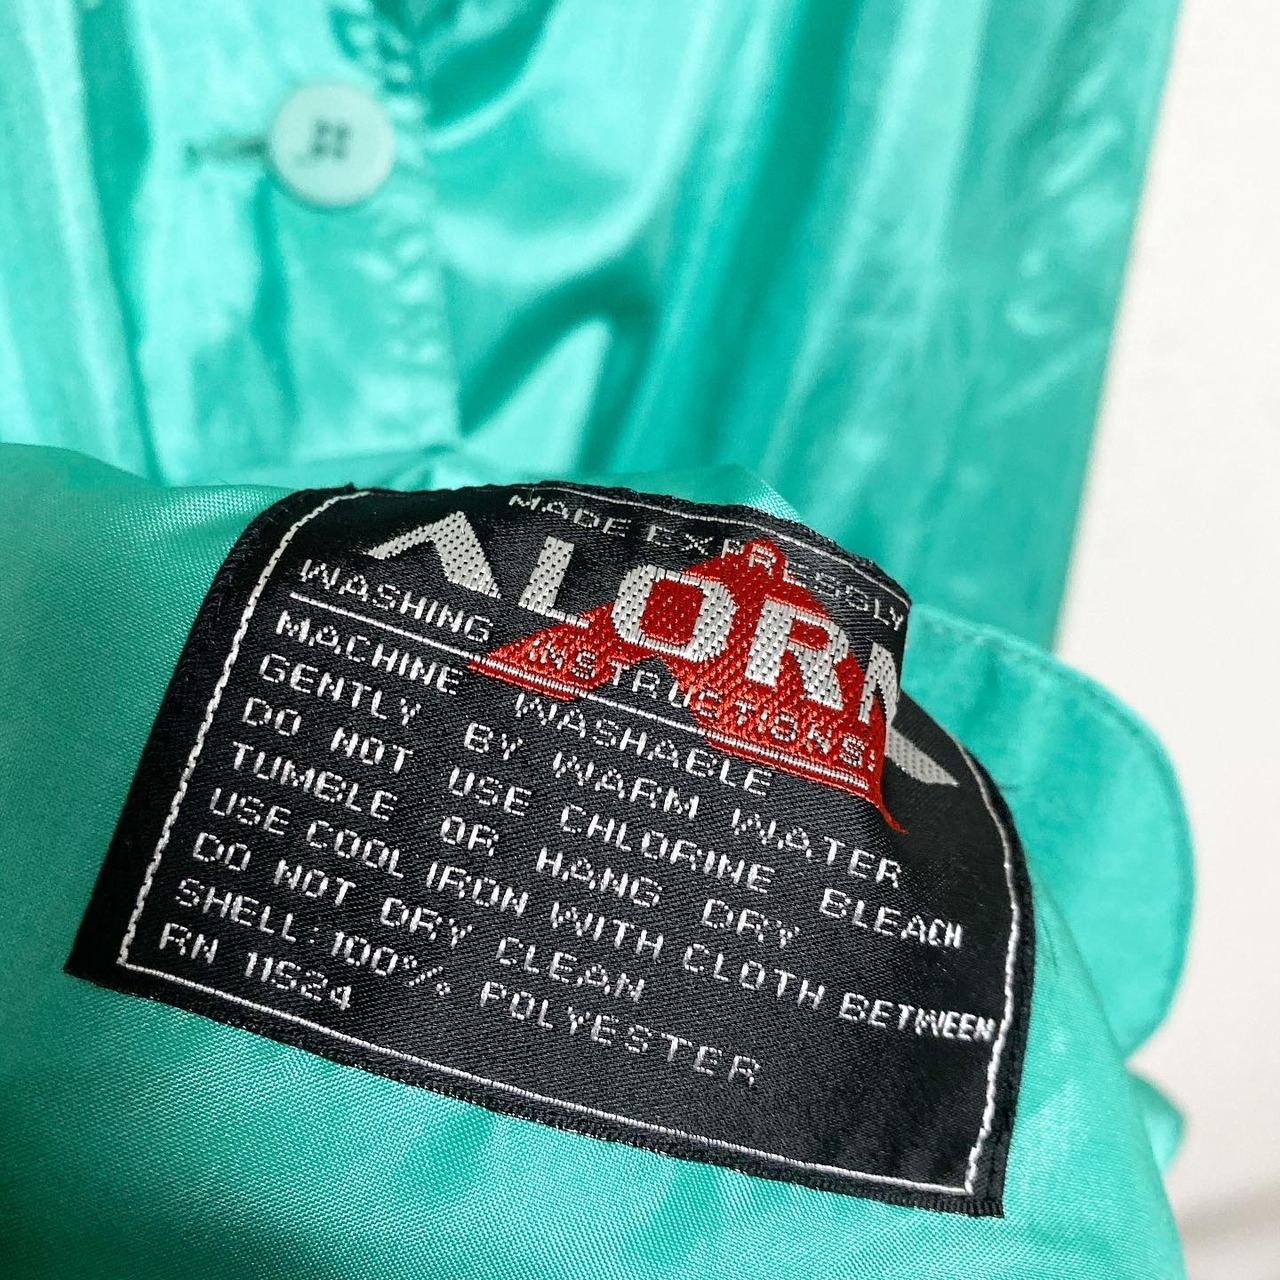 MADE EXPRESSLY
ALORN
WASHING INSTRUCTIONS:
MACHINE WASHABLE
GENTLY BY WARM WATER
DO NOT USE CHLORINE BLEACH
TUMBLE OR HANG DRY
USE COOL IRON WITH CLOTH BETWEEN
DO NOT DRY CLEAN
SHELL: 100% POLYESTER
RN 11524